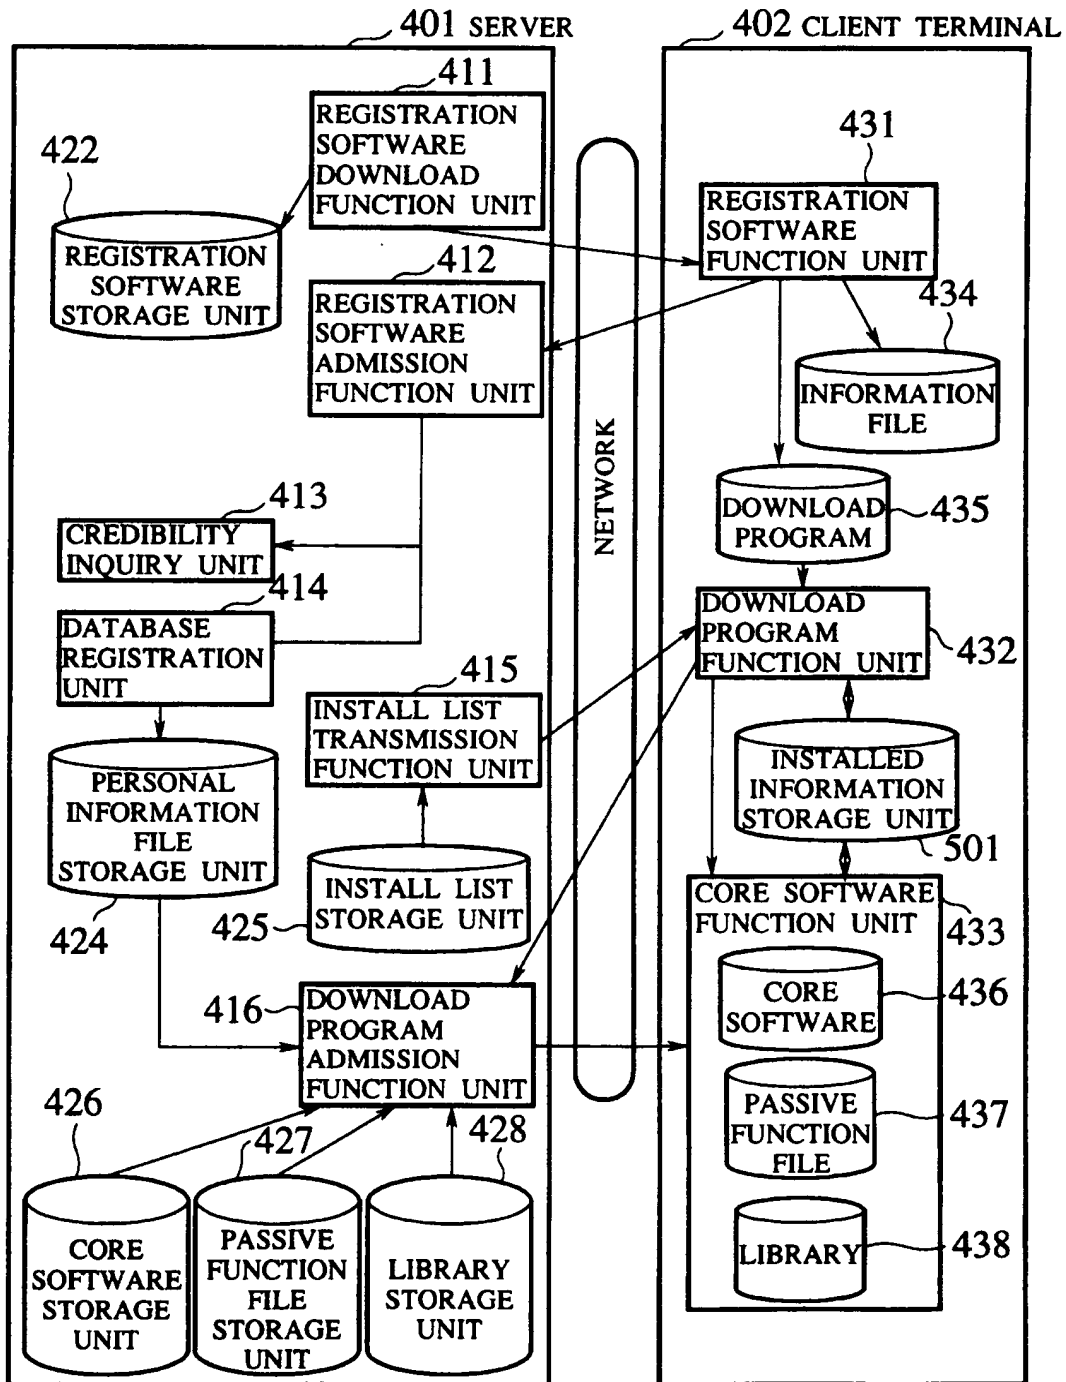 401 SERVER
402 CLIENT TERMINAL
411
REGISTRATION
SOFTWARE
DOWNLOAD
FUNCTION UNIT
422
REGISTRATION
SOFTWARE
STORAGE UNIT
412
REGISTRATION
SOFTWARE
ADMISSION
FUNCTION UNIT
413
CREDIBILITY
INQUIRY UNIT
414
DATABASE
REGISTRATION
UNIT
415
INSTALL LIST
TRANSMISSION
FUNCTION UNIT
PERSONAL
INFORMATION
FILE
STORAGE UNIT
424
INSTALL LIST
STORAGE UNIT
425
416
DOWNLOAD
PROGRAM
ADMISSION
FUNCTION UNIT
426
CORE
SOFTWARE
STORAGE
UNIT
427
PASSIVE
FUNCTION
FILE
STORAGE
UNIT
428
LIBRARY
STORAGE
UNIT
NETWORK
431
REGISTRATION
SOFTWARE
FUNCTION UNIT
434
INFORMATION
FILE
DOWNLOAD
PROGRAM
435
DOWNLOAD
PROGRAM
FUNCTION UNIT
432
INSTALLED
INFORMATION
STORAGE UNIT
501
CORE SOFTWARE
FUNCTION UNIT
433
CORE
SOFTWARE
436
PASSIVE
FUNCTION
FILE
437
LIBRARY
438